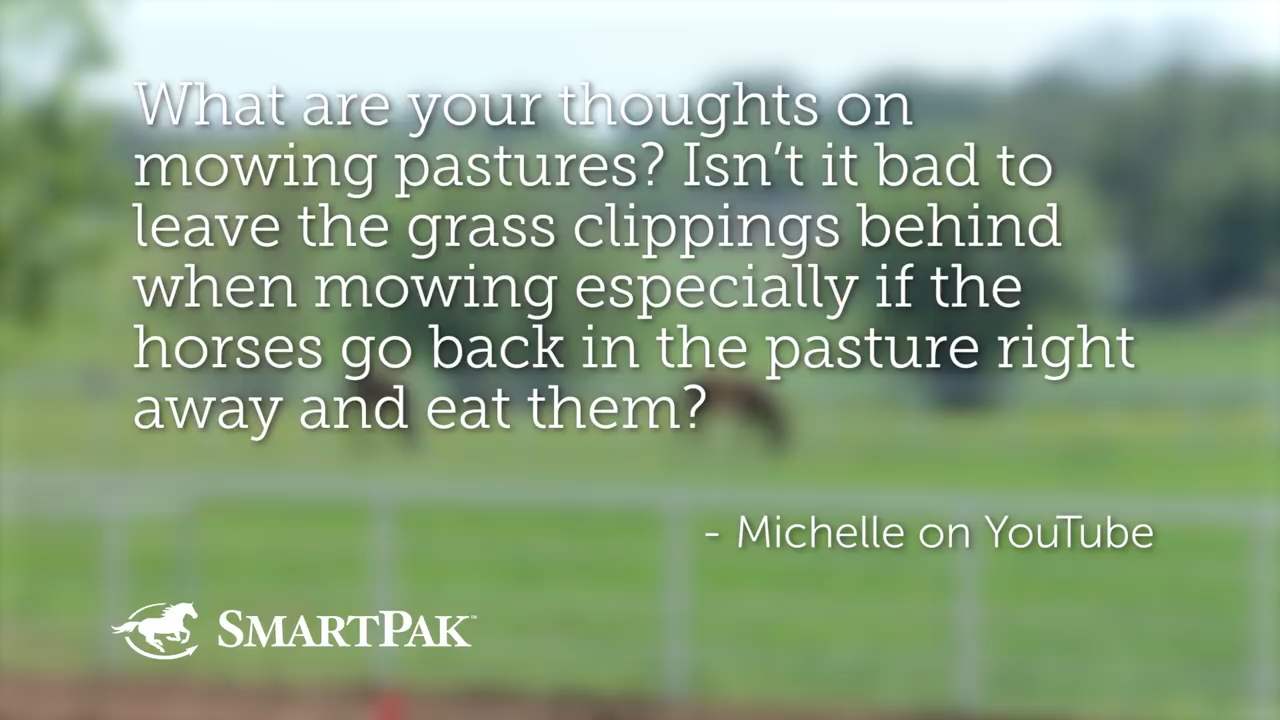 What are your thoughts on
mowing pastures? Isn’t it bad to
leave the grass clippings behind
when mowing especially if the
horses go back in the pasture right
away and eat them?
- Michelle on YouTube
SMARTPAK™